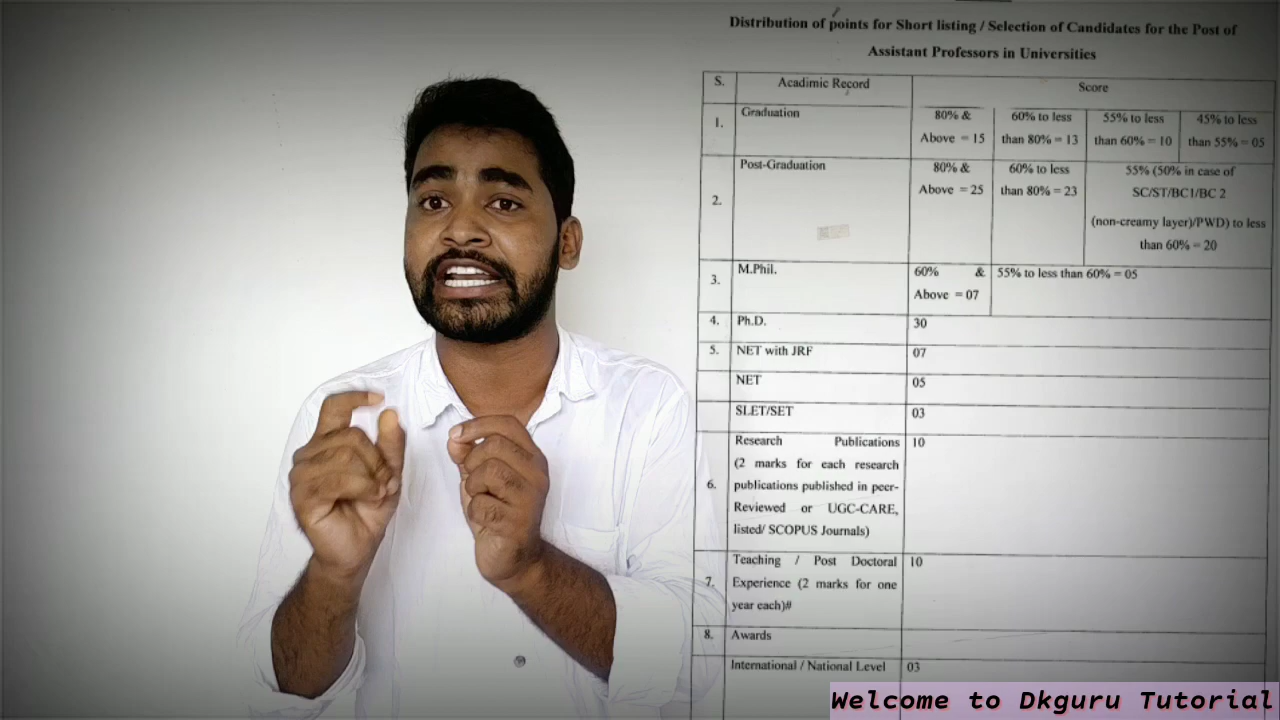 Distribution of points for Short listing / Selection of Candidates for the Post of
Assistant Professors in Universities
S. Acadimic Record Score
1. Graduation 80% & Above = 15 60% to less than 80% = 13 55% to less than 60% = 10 45% to less than 55% = 05
2. Post-Graduation 80% & Above = 25 60% to less than 80% = 23 55% (50% in case of SC/ST/BC1/BC 2 (non-creamy layer)/PWD) to less than 60% = 20
3. M.Phil. 60% & Above = 07 55% to less than 60% = 05
4. Ph.D. 30
5. NET with JRF 07
NET 05
SLET/SET 03
6. Research Publications 10
(2 marks for each research
publications published in peer-
Reviewed or UGC-CARE,
listed/ SCOPUS Journals)
7. Teaching / Post Doctoral 10
Experience (2 marks for one
year each)#
8. Awards
International / National Level 03
Welcome to Dkguru Tutorial